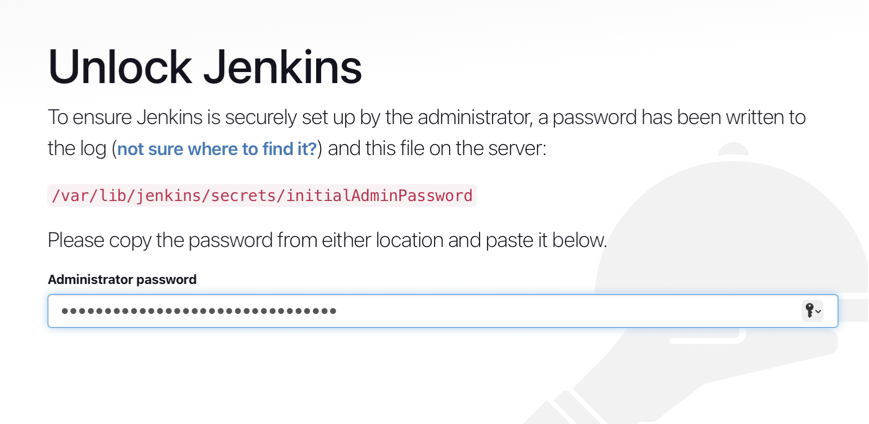 Unlock Jenkins
To ensure Jenkins is securely set up by the administrator, a password has been written to
the log (not sure where to find it?) and this file on the server:
/var/lib/jenkins/secrets/initialAdminPassword
Please copy the password from either location and paste it below.
Administrator password
••••••••••••••••••••••••••••••••